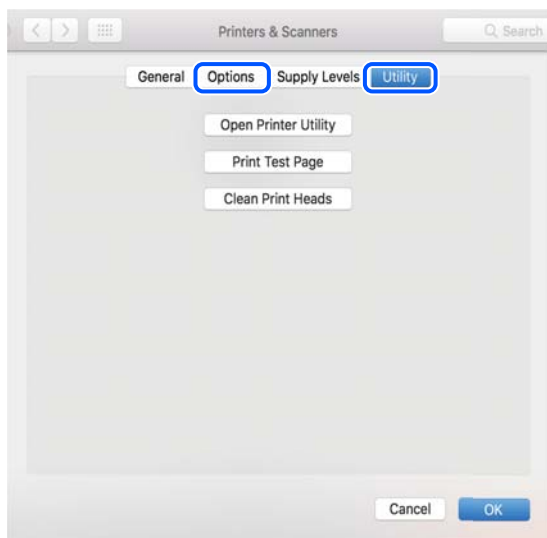 Printers & Scanners Search
General Options Supply Levels Utility
Open Printer Utility
Print Test Page
Clean Print Heads
Cancel OK